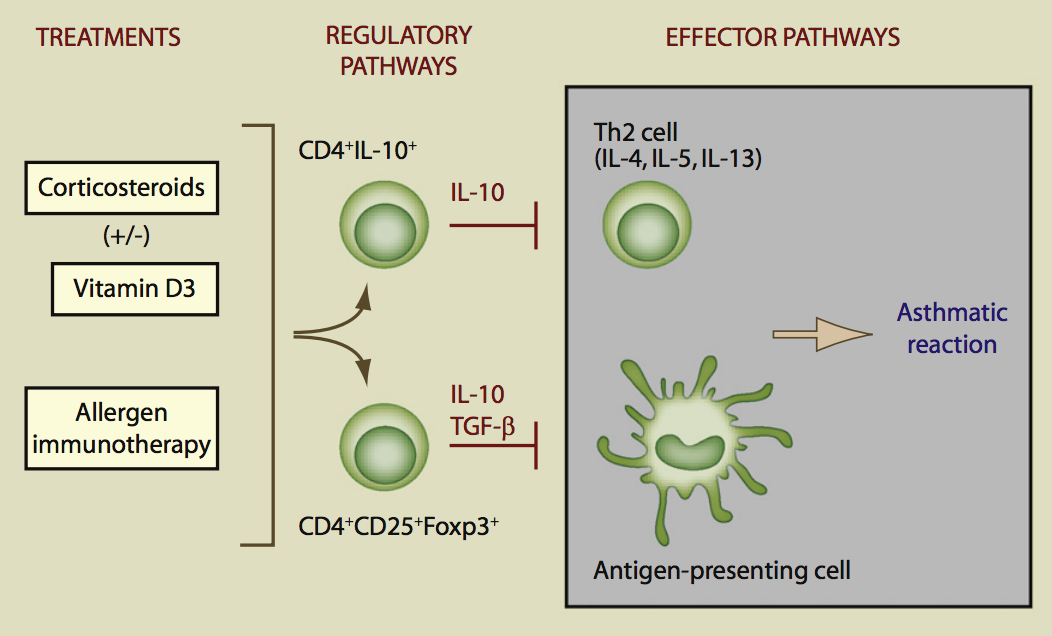 TREATMENTS
REGULATORY
PATHWAYS
EFFECTOR PATHWAYS
Corticosteroids
(+/-)
Vitamin D3
Allergen
immunotherapy
CD4⁺IL-10⁺
IL-10
IL-10
TGF-β
CD4⁺CD25⁺Foxp3⁺
Th2 cell
(IL-4, IL-5, IL-13)
Asthmatic
reaction
Antigen-presenting cell